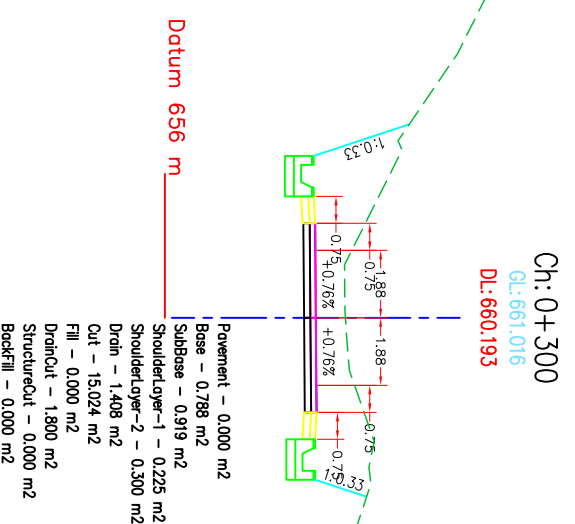 Ch: 0+300
GL: 661.016
DL: 660.193
1:0.33
0.75
0.75
1.88
+0.76%
+0.76%
1.88
0.75
0.75
1:0.33
Datum 656 m
Pavement - 0.000 m2
Base - 0.788 m2
SubBase - 0.919 m2
ShoulderLayer-1 - 0.225 m2
ShoulderLayer-2 - 0.300 m2
Drain - 1.408 m2
Cut - 15.024 m2
Fill - 0.000 m2
DrainCut - 1.800 m2
StructureCut - 0.000 m2
BackFill - 0.000 m2